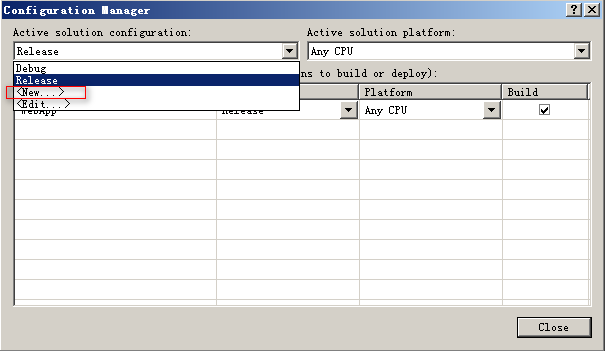 Configuration Manager
Active solution configuration:
Active solution platform:
Release
Any CPU
Debug
Release
<New...>
<Edit...>
ns to build or deploy):
Platform
Build
WebApp
Release
Any CPU
Close